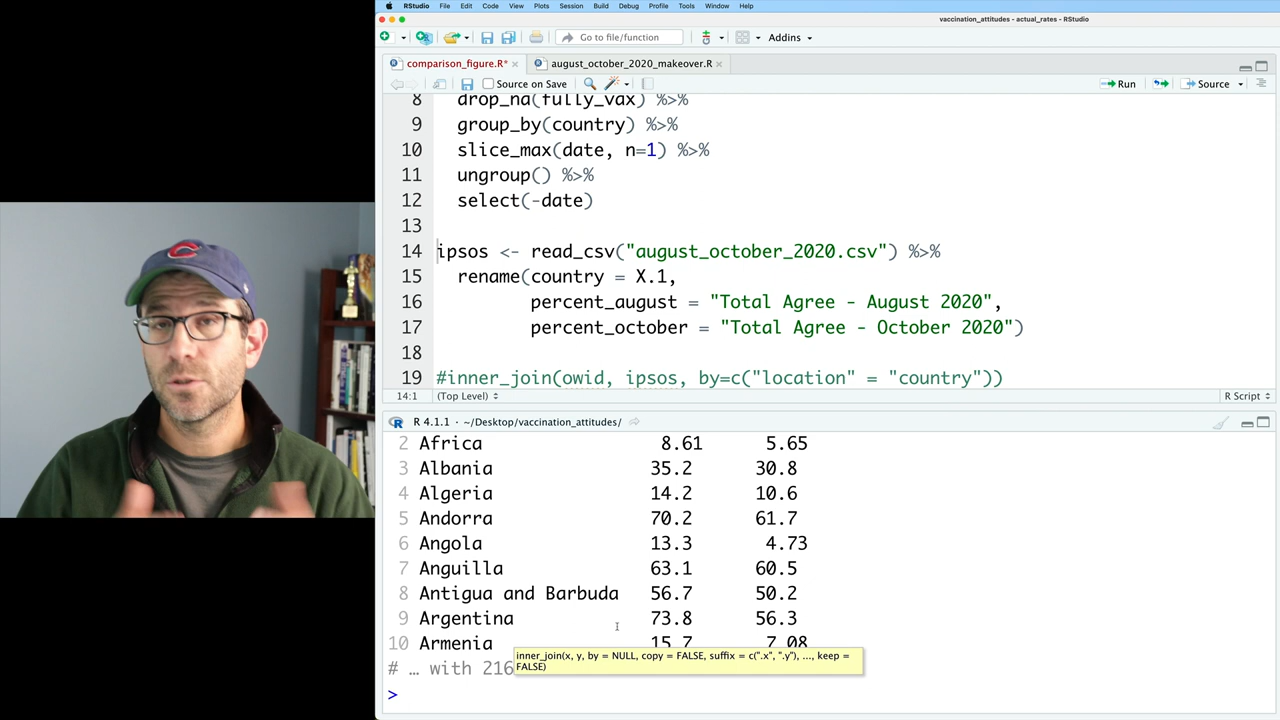 RStudio File Edit Code View Plots Session Build Debug Profile Tools Window Help
vaccination_attitudes - actual_rates - RStudio
Go to file/function Addins
comparison_figure.R* august_october_2020_makeover.R
Source on Save Run Source
8 drop_na(fully_vax) %>%
9 group_by(country) %>%
10 slice_max(date, n=1) %>%
11 ungroup() %>%
12 select(-date)
13
14 ipsos <- read_csv("august_october_2020.csv") %>%
15 rename(country = X.1,
16 percent_august = "Total Agree - August 2020",
17 percent_october = "Total Agree - October 2020")
18
19 #inner_join(owid, ipsos, by=c("location" = "country"))
14:1 (Top Level) R Script
R 4.1.1 · ~/Desktop/vaccination_attitudes/
2 Africa 8.61 5.65
3 Albania 35.2 30.8
4 Algeria 14.2 10.6
5 Andorra 70.2 61.7
6 Angola 13.3 4.73
7 Anguilla 63.1 60.5
8 Antigua and Barbuda 56.7 50.2
9 Argentina 73.8 56.3
10 Armenia 15.7 7.08
inner_join(x, y, by = NULL, copy = FALSE, suffix = c(".x", ".y"), ..., keep =
FALSE)
# … with 216
>